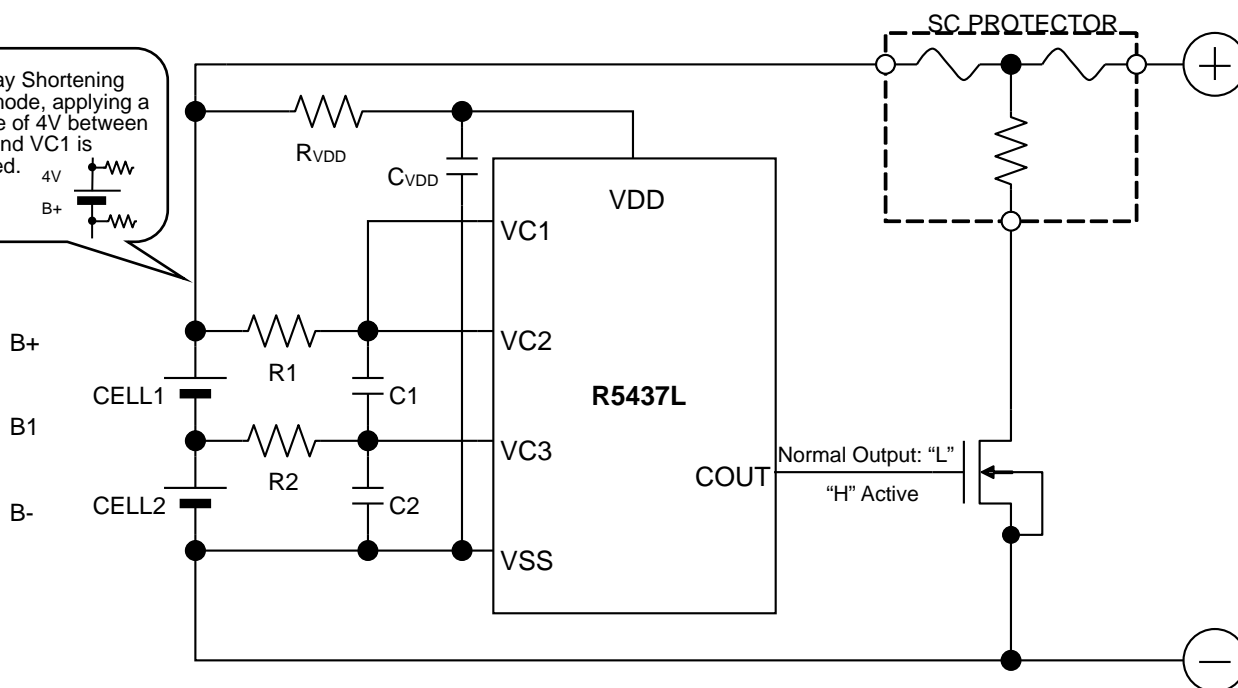 SC PROTECTOR
ay Shortening
node, applying a
e of 4V between
nd VC1 is
ed.
4V
B+
RVDD
CVDD
VDD
VC1
B+
R1
VC2
CELL1
C1
R5437L
B1
R2
VC3
Normal Output: “L”
COUT
“H” Active
B-
CELL2
C2
VSS